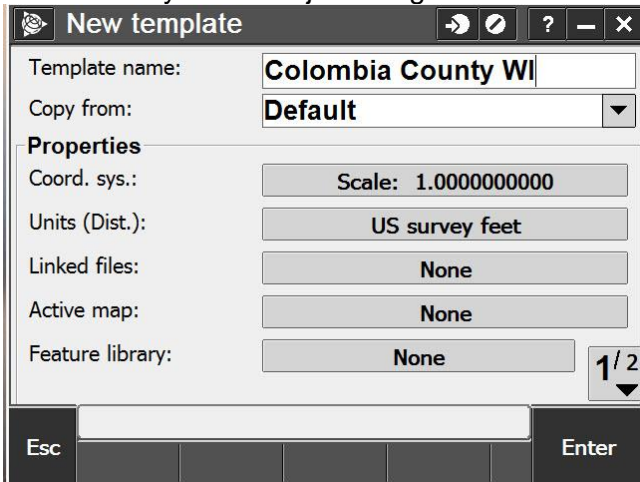 New template ? – ×
Template name: Colombia County WI
Copy from: Default
Properties
Coord. sys.: Scale: 1.0000000000
Units (Dist.): US survey feet
Linked files: None
Active map: None
Feature library: None
1/2
Esc Enter